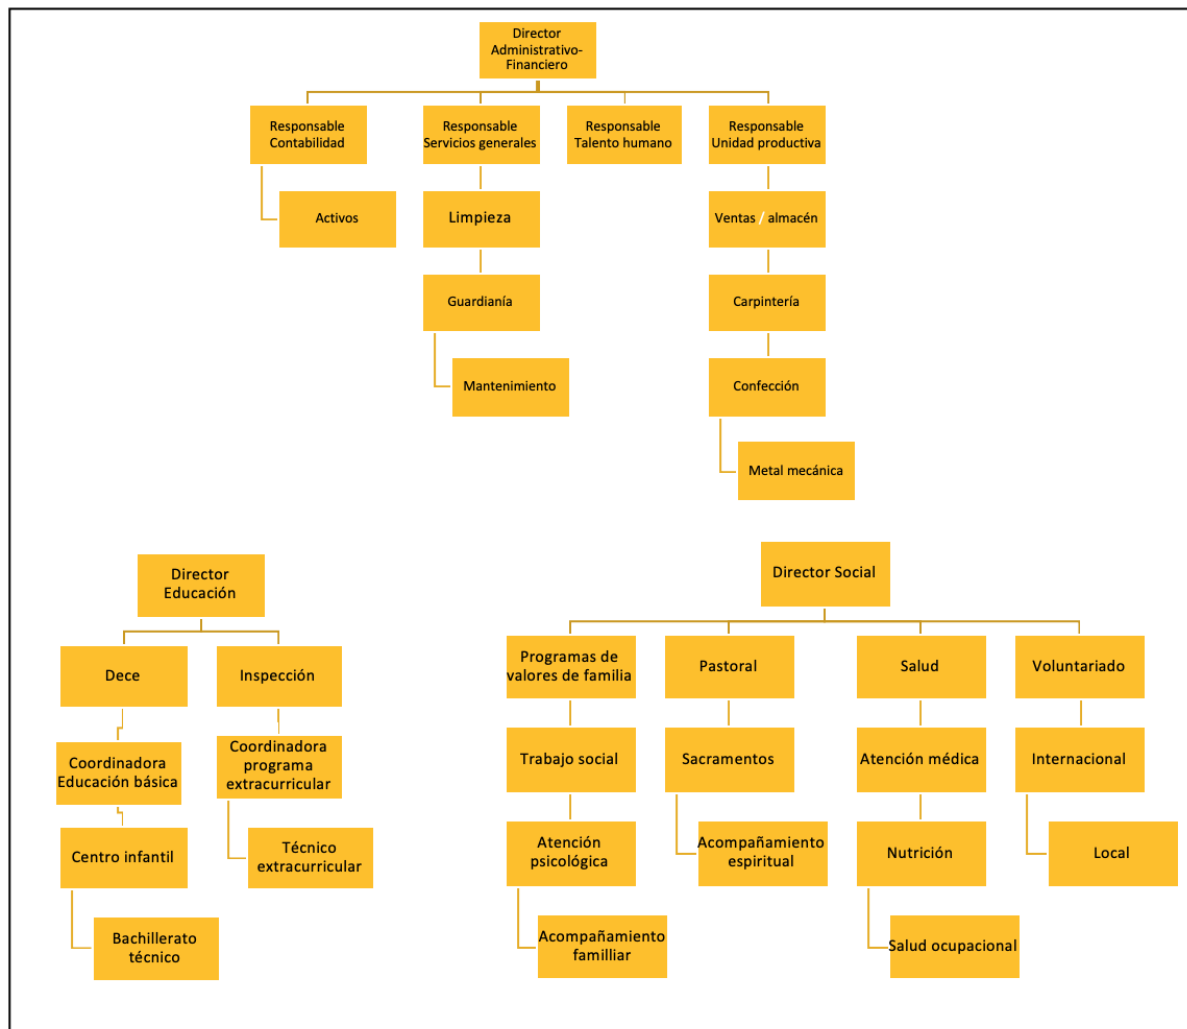 Director
Administrativo-
Financiero
Responsable
Contabilidad
Responsable
Servicios generales
Responsable
Talento humano
Responsable
Unidad productiva
Activos
Limpieza
Ventas / almacén
Guardianía
Carpintería
Mantenimiento
Confección
Metal mecánica
Director
Educación
Dece
Inspección
Coordinadora
Educación básica
Coordinadora
programa
extracurricular
Centro infantil
Técnico
extracurricular
Bachillerato
técnico
Director Social
Programas de
valores de familia
Pastoral
Salud
Voluntariado
Trabajo social
Sacramentos
Atención médica
Internacional
Atención
psicológica
Acompañamiento
espiritual
Nutrición
Local
Acompañamiento
familliar
Salud ocupacional